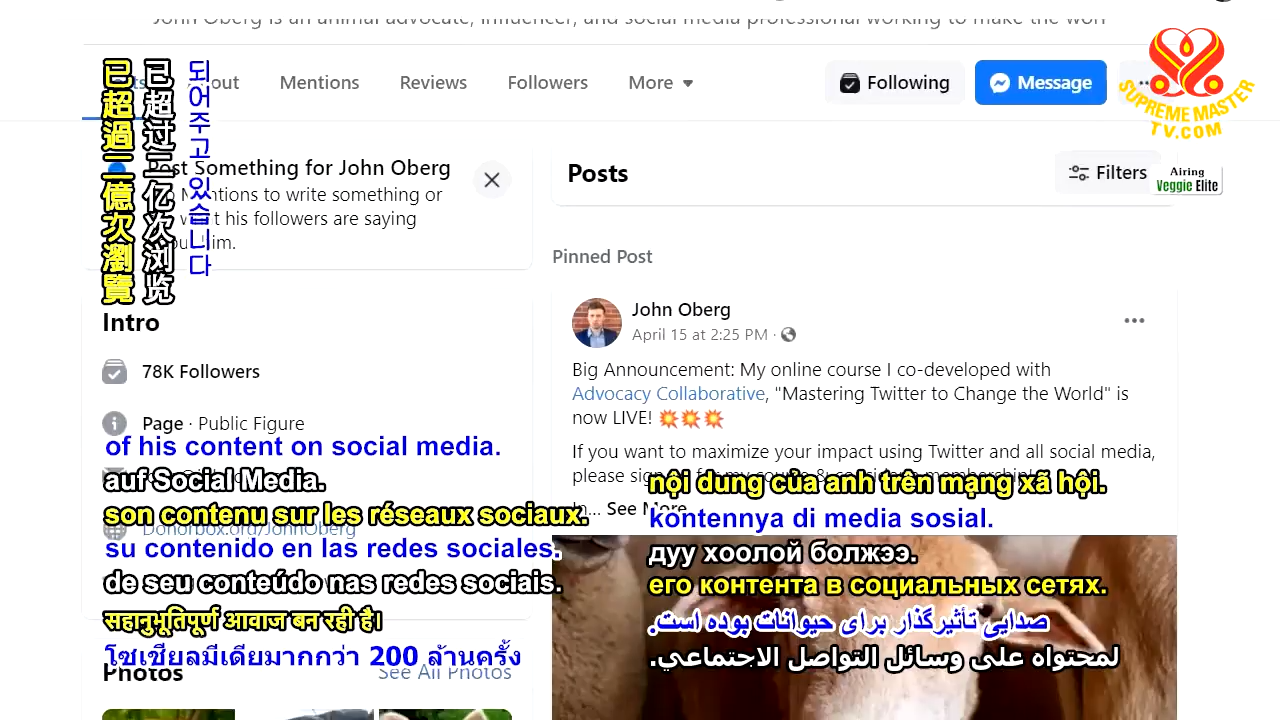 John Oberg is an animal advocate, influencer, and social media professional working to make the worl
Mentions
Reviews
Followers
More
Following
Message
SUPREME MASTER
TV.COM
Airing
Veggie Elite
已超過二億次瀏覽
已超过二亿次浏览
되어주고 있습니다
Post Something for John Oberg
to write something or
his followers are saying
Posts
Filters
Pinned Post
Intro
78K Followers
Page · Public Figure
John Oberg
April 15 at 2:25 PM
Big Announcement: My online course I co-developed with
Advocacy Collaborative, "Mastering Twitter to Change the World" is
now LIVE! 💥💥💥
If you want to maximize your impact using Twitter and all social media,
please
See More
of his content on social media.
auf Social Media.
son contenu sur les réseaux sociaux.
Donorbox.org/JohnOberg
su contenido en las redes sociales.
de seu conteúdo nas redes sociais.
सहानुभूतिपूर्ण आवाज बन रही है।
โซเชียลมีเดียมากกว่า 200 ล้านครั้ง
nội dung của anh trên mạng xã hội.
kontennya di media sosial.
дуу хоолой болжээ.
его контента в социальных сетях.
صدایی تأثیرگذار برای حیوانات بوده است.
لمحتواه على وسائل التواصل الاجتماعي.
Photos
See All Photos